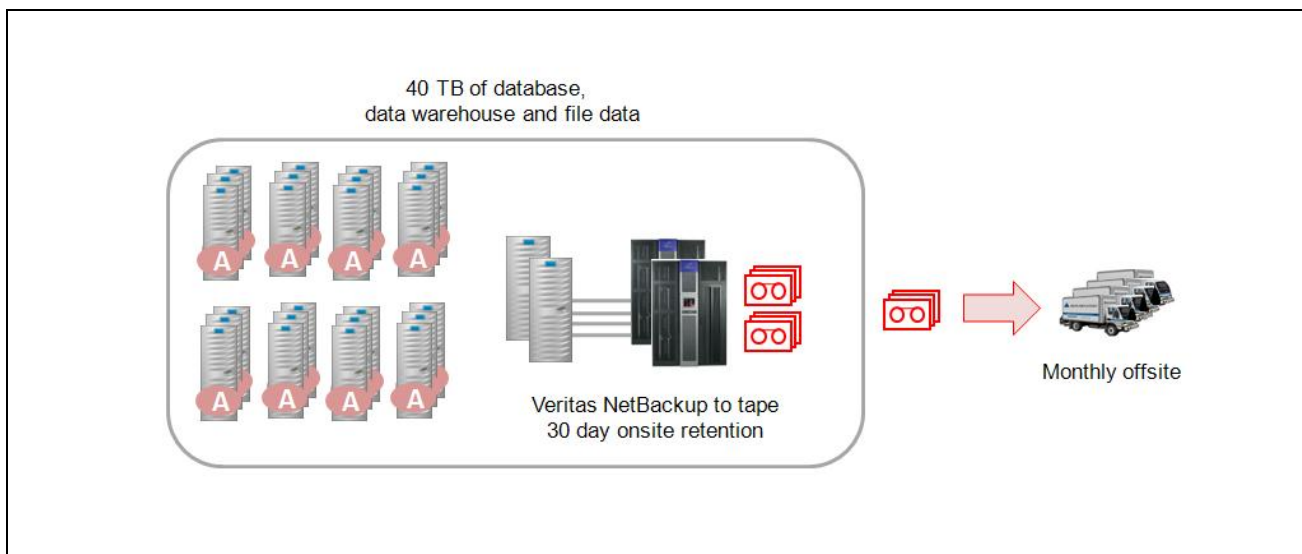 40 TB of database,
data warehouse and file data
A
A
A
A
A
A
A
A
Veritas NetBackup to tape
30 day onsite retention
Monthly offsite